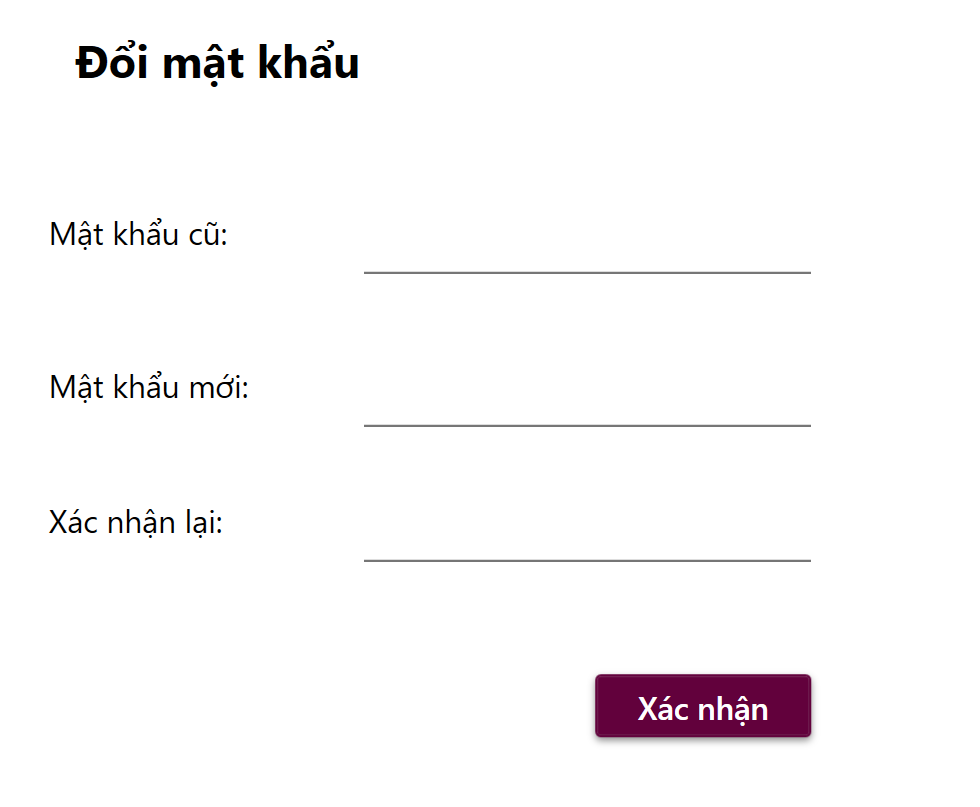 Đổi mật khẩu
Mật khẩu cũ:
Mật khẩu mới:
Xác nhận lại:
Xác nhận